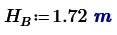 H_B := 1.72 m